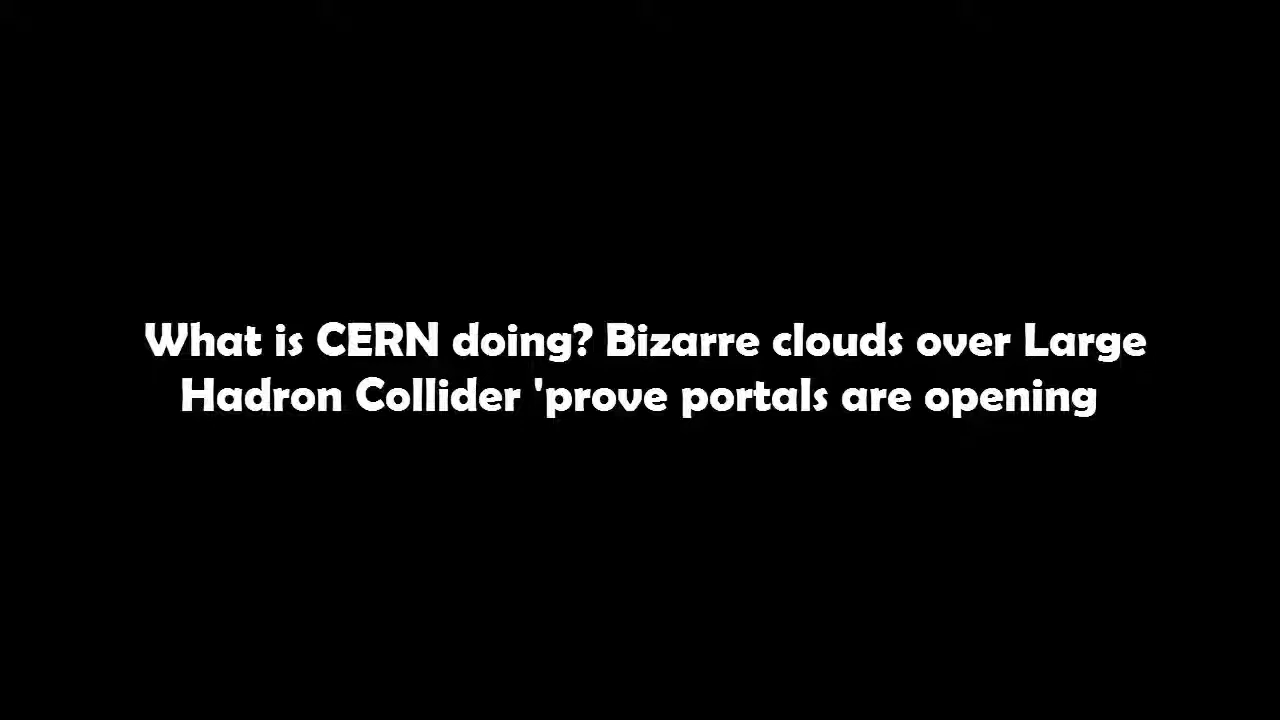 What is CERN doing? Bizarre clouds over Large
Hadron Collider 'prove portals are opening